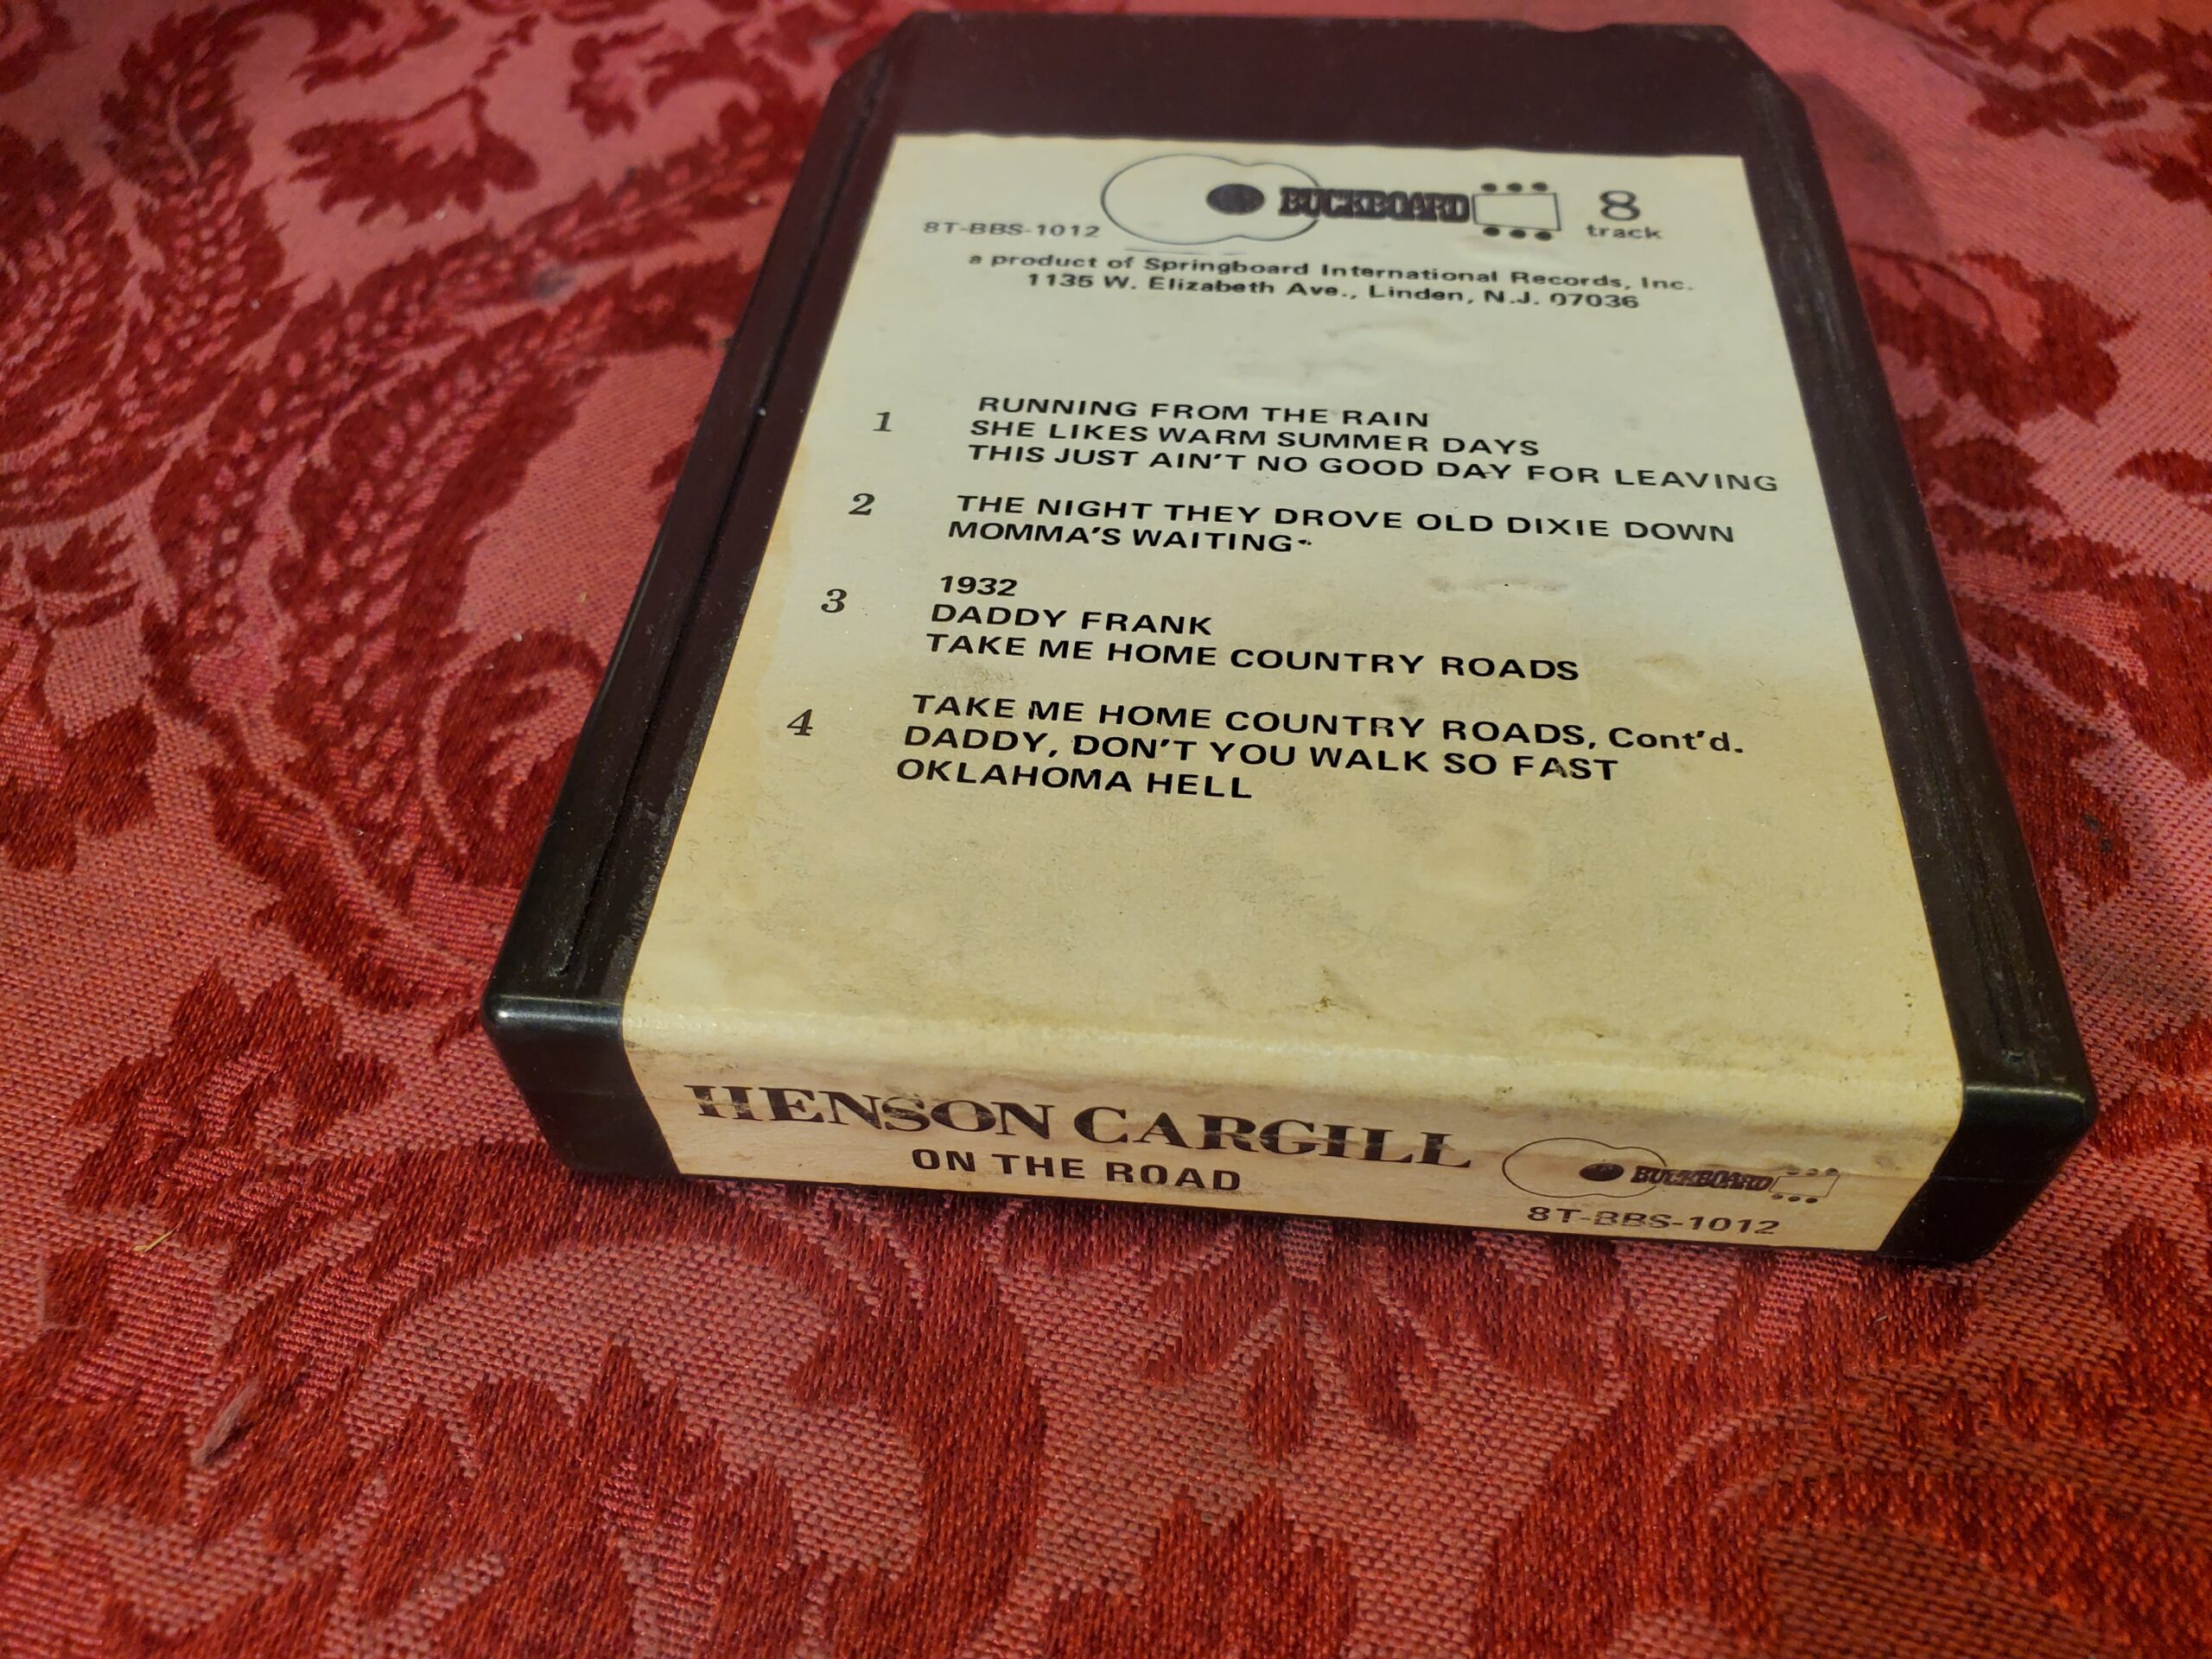 BUCKBOARD
8
track
8T-BBS-1012
a product of Springboard International Records, Inc.
1135 W. Elizabeth Ave., Linden, N.J. 07036
1
RUNNING FROM THE RAIN
SHE LIKES WARM SUMMER DAYS
THIS JUST AIN'T NO GOOD DAY FOR LEAVING
2
THE NIGHT THEY DROVE OLD DIXIE DOWN
MOMMA'S WAITING
3
1932
DADDY FRANK
TAKE ME HOME COUNTRY ROADS
4
TAKE ME HOME COUNTRY ROADS, Cont'd.
DADDY, DON'T YOU WALK SO FAST
OKLAHOMA HELL
HENSON CARGILL
ON THE ROAD
BUCKBOARD
8T-BBS-1012